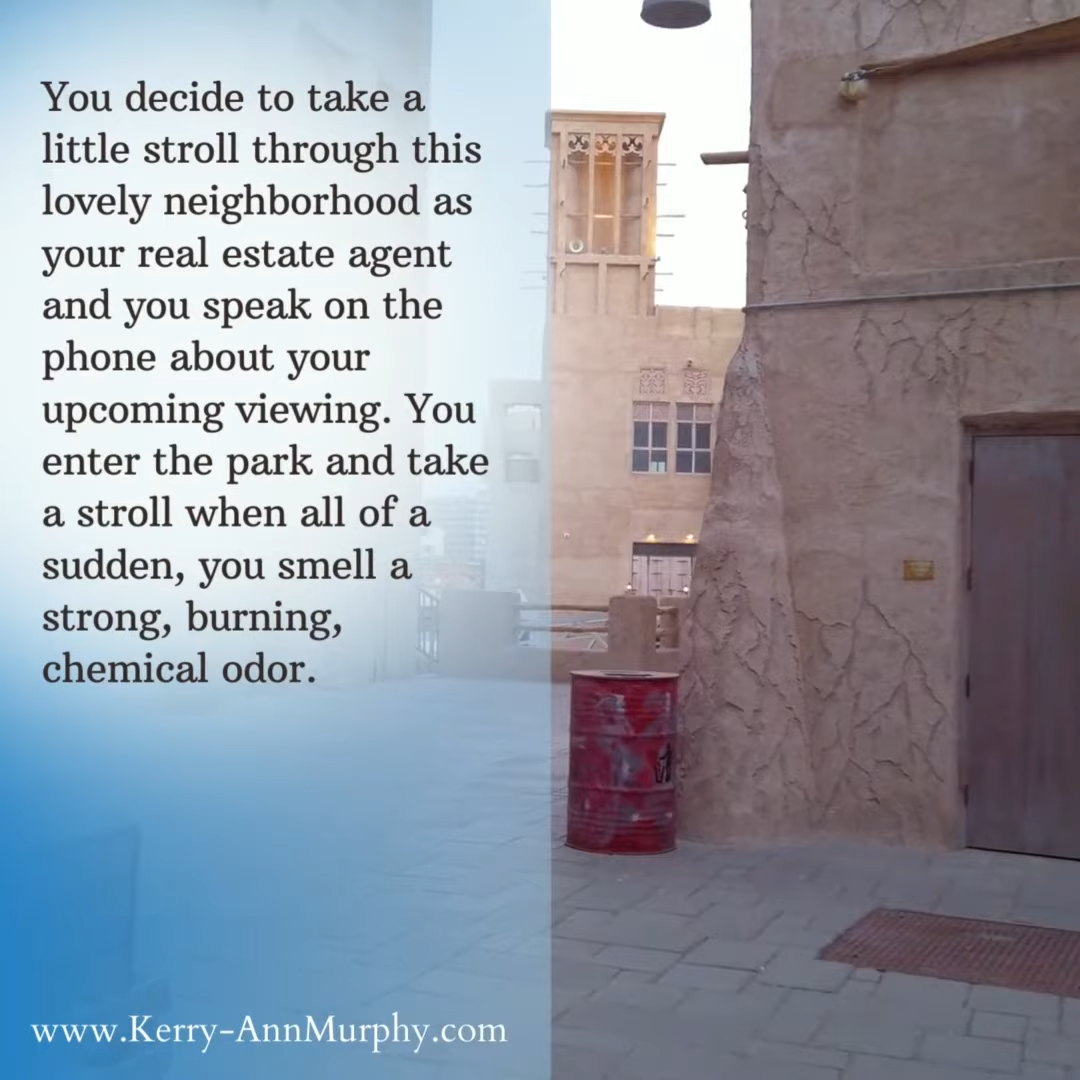 You decide to take a
little stroll through this
lovely neighborhood as
your real estate agent
and you speak on the
phone about your
upcoming viewing. You
enter the park and take
a stroll when all of a
sudden, you smell a
strong, burning,
chemical odor.
www.Kerry-AnnMurphy.com